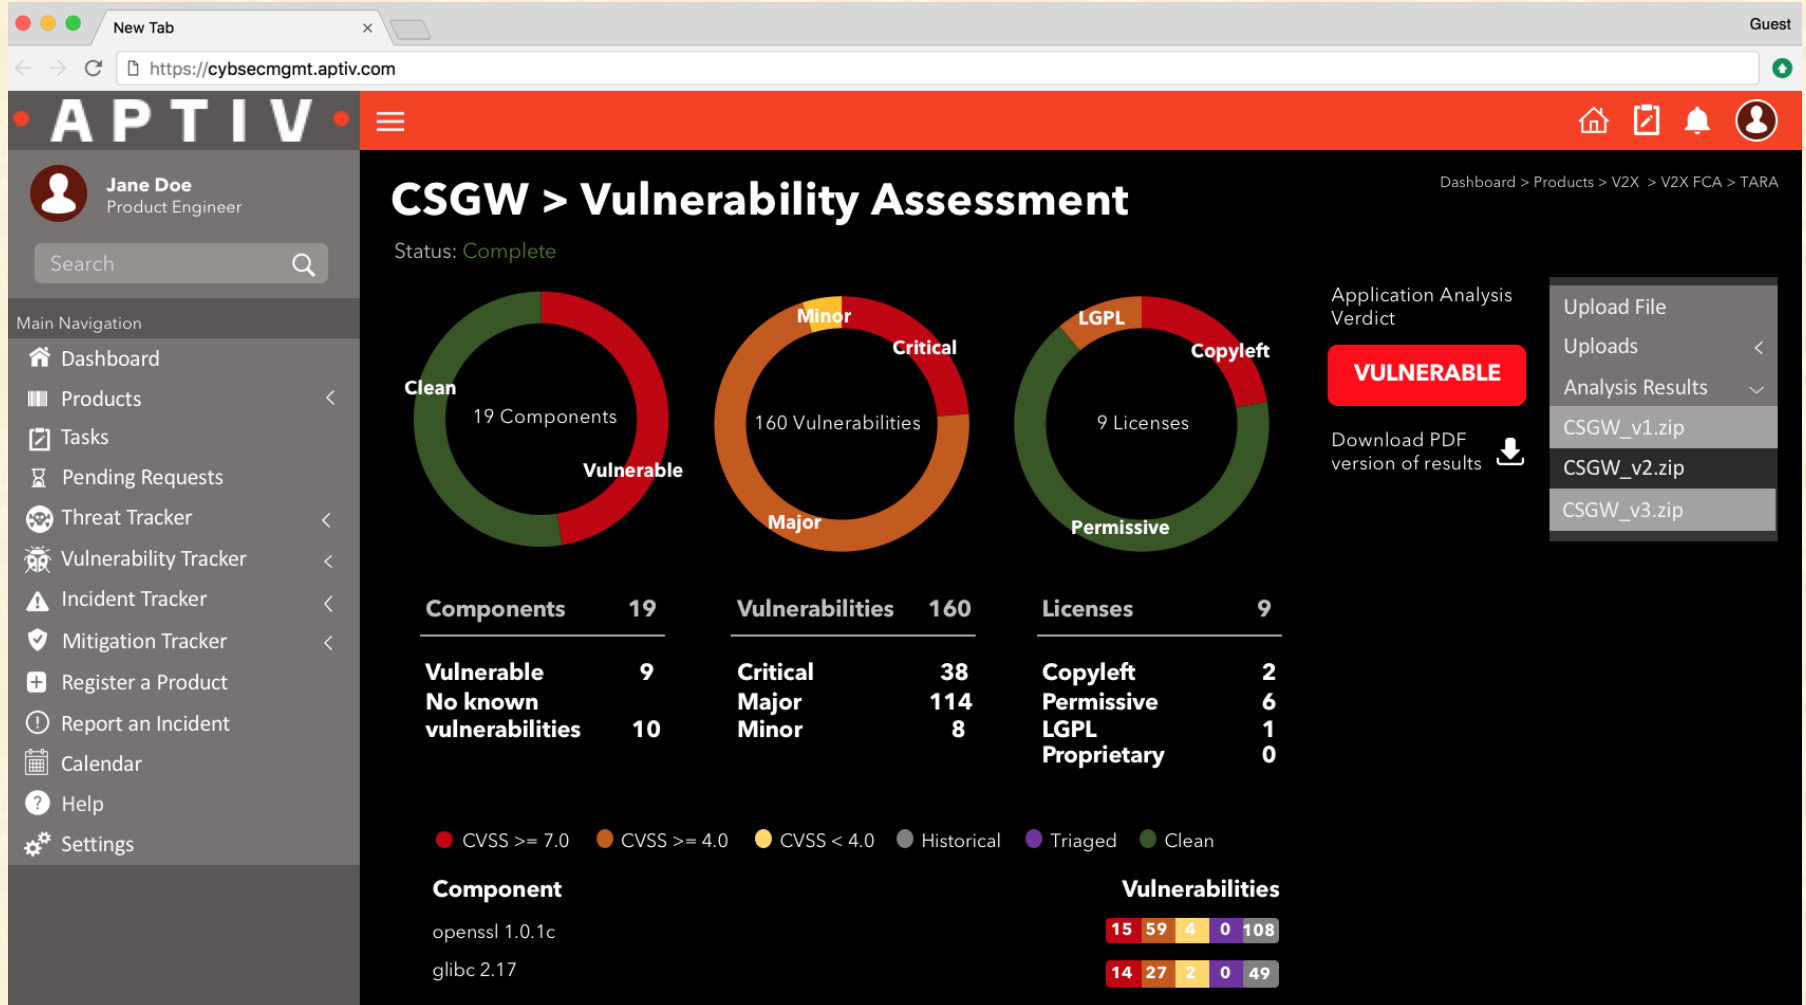 New Tab
Guest
https://cybsecmgmt.aptiv.com
APTIV
Jane Doe
Product Engineer
Search
Main Navigation
Dashboard
Products
Tasks
Pending Requests
Threat Tracker
Vulnerability Tracker
Incident Tracker
Mitigation Tracker
Register a Product
Report an Incident
Calendar
Help
Settings
CSGW > Vulnerability Assessment
Dashboard > Products > V2X > V2X FCA > TARA
Status: Complete
Clean
19 Components
Vulnerable
Minor
Critical
160 Vulnerabilities
Major
LGPL
Copyleft
9 Licenses
Permissive
Application Analysis
Verdict
VULNERABLE
Download PDF
version of results
Upload File
Uploads
Analysis Results
CSGW_v1.zip
CSGW_v2.zip
CSGW_v3.zip
Components 19
Vulnerable 9
No known
vulnerabilities 10
Vulnerabilities 160
Critical 38
Major 114
Minor 8
Licenses 9
Copyleft 2
Permissive 6
LGPL 1
Proprietary 0
CVSS >= 7.0 CVSS >= 4.0 CVSS < 4.0 Historical Triaged Clean
Component Vulnerabilities
openssl 1.0.1c 15 59 4 0 108
glibc 2.17 14 27 2 0 49